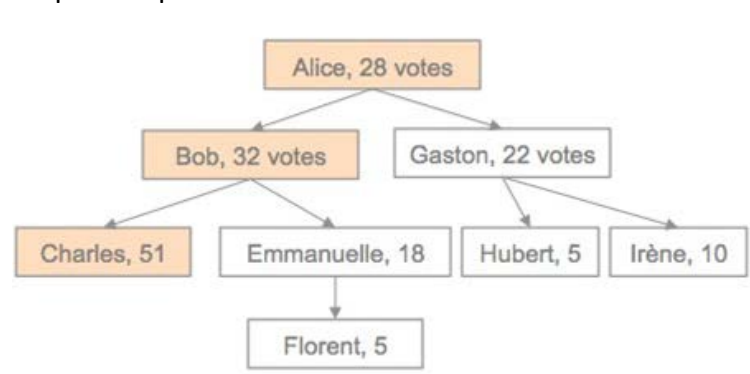 Alice, 28 votes
Bob, 32 votes
Gaston, 22 votes
Charles, 51
Emmanuelle, 18
Hubert, 5
Irène, 10
Florent, 5